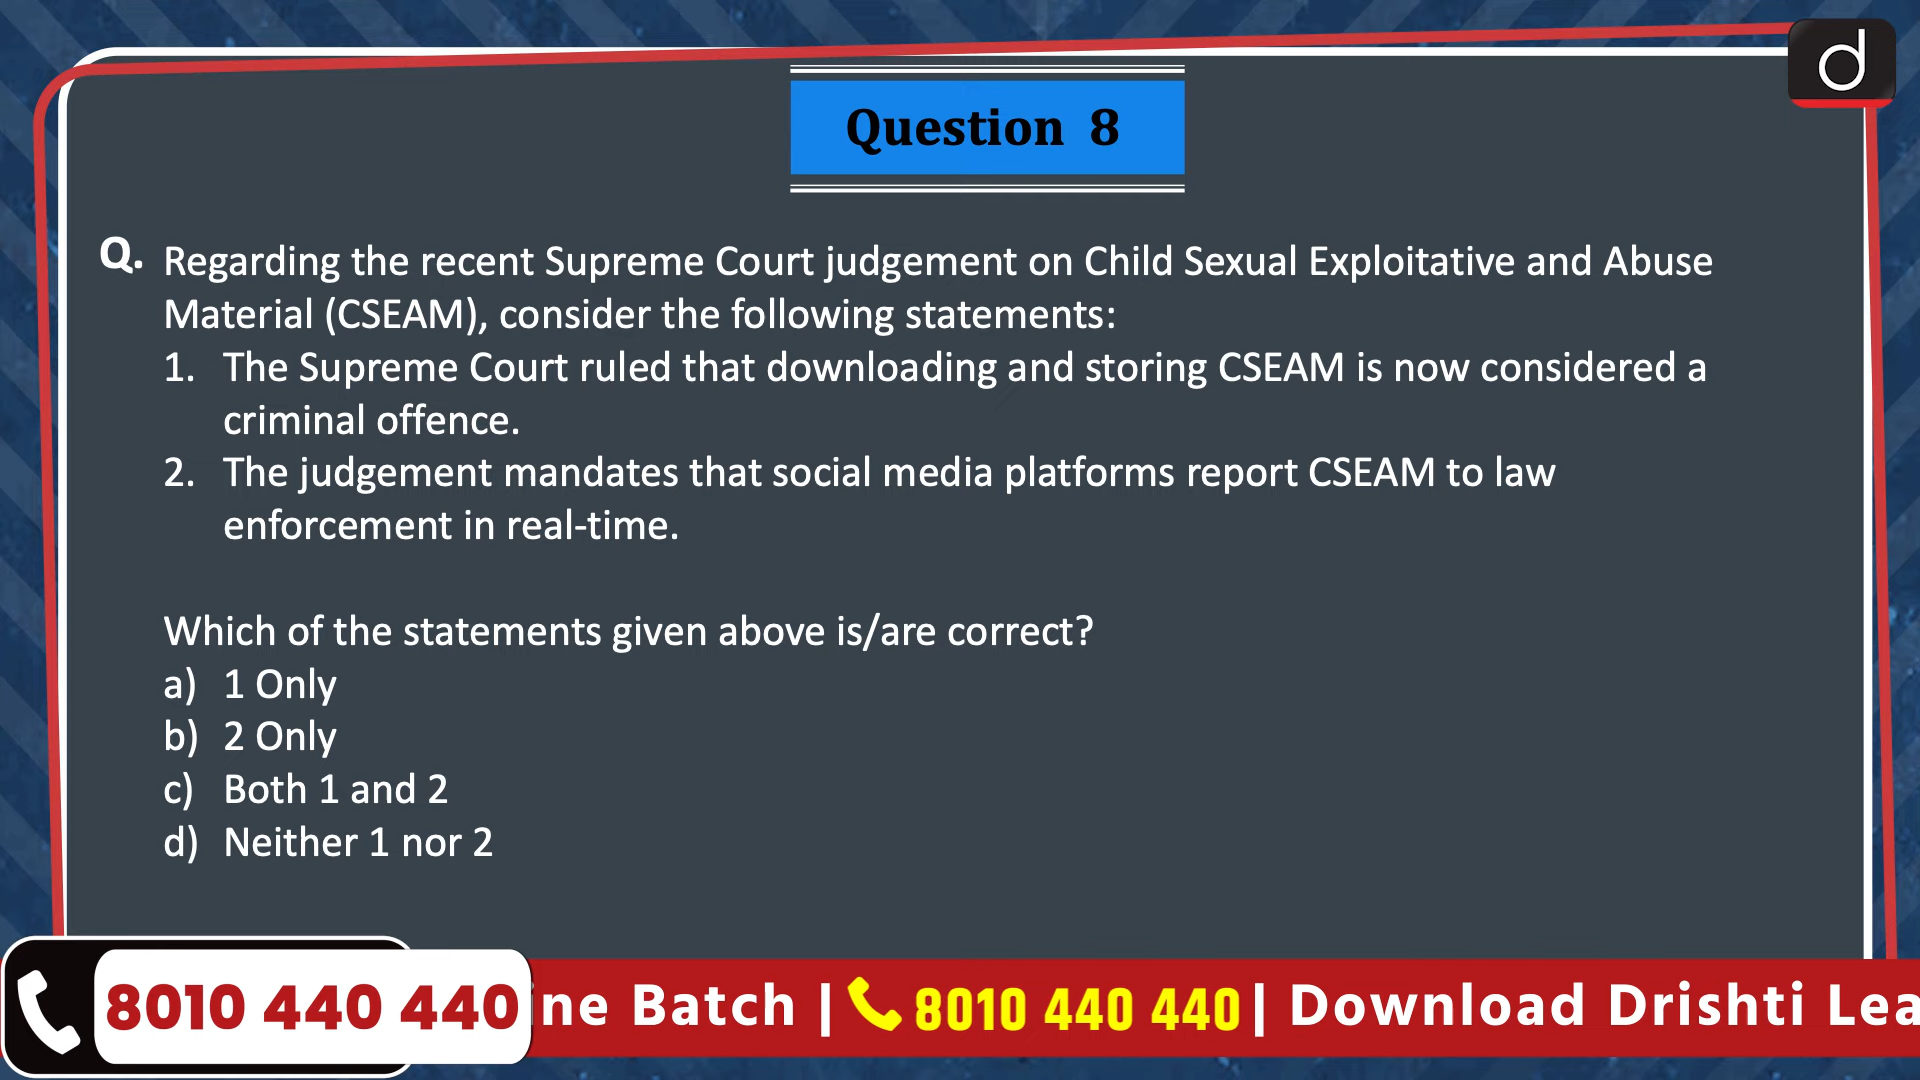 Question 8
Q. Regarding the recent Supreme Court judgement on Child Sexual Exploitative and Abuse
Material (CSEAM), consider the following statements:
1. The Supreme Court ruled that downloading and storing CSEAM is now considered a
criminal offence.
2. The judgement mandates that social media platforms report CSEAM to law
enforcement in real-time.
Which of the statements given above is/are correct?
a) 1 Only
b) 2 Only
c) Both 1 and 2
d) Neither 1 nor 2
8010 440 440 ne Batch | 8010 440 440 | Download Drishti Lea